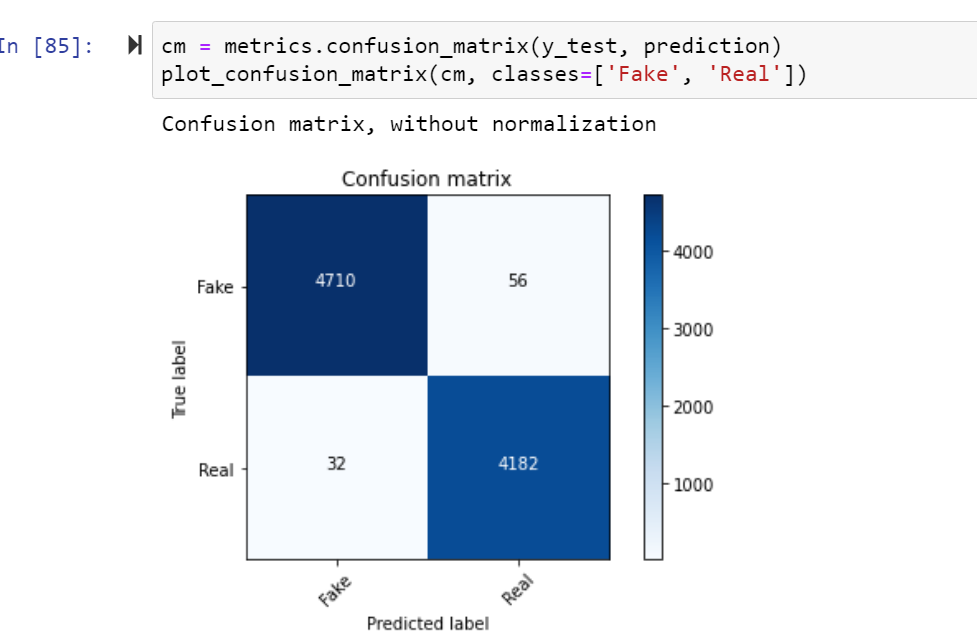 In [85]:
cm = metrics.confusion_matrix(y_test, prediction)
plot_confusion_matrix(cm, classes=['Fake', 'Real'])
Confusion matrix, without normalization
Confusion matrix
Fake
4710
56
Real
32
4182
True label
Fake
Real
Predicted label
4000
3000
2000
1000